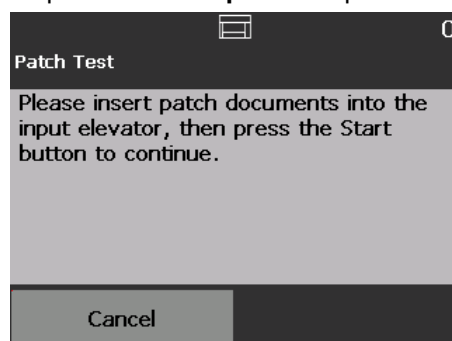 Patch Test
Please insert patch documents into the
input elevator, then press the Start
button to continue.
Cancel